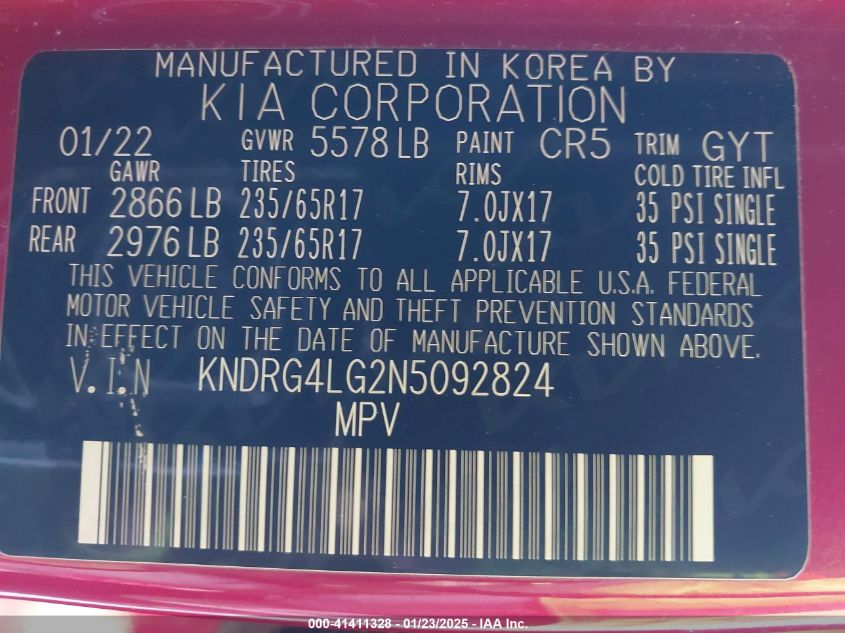 MANUFACTURED IN KOREA BY
KIA CORPORATION
01/22 GVWR 5578 LB PAINT CR5 TRIM GYT
GAWR TIRES RIMS COLD TIRE INFL
FRONT 2866 LB 235/65R17 7.0JX17 35 PSI SINGLE
REAR 2976 LB 235/65R17 7.0JX17 35 PSI SINGLE
THIS VEHICLE CONFORMS TO ALL APPLICABLE U.S.A. FEDERAL
MOTOR VEHICLE SAFETY AND THEFT PREVENTION STANDARDS
IN EFFECT ON THE DATE OF MANUFACTURE SHOWN ABOVE.
V.I.N KNDRG4LG2N5092824
MPV
000-41411328 - 01/23/2025 - IAA Inc.